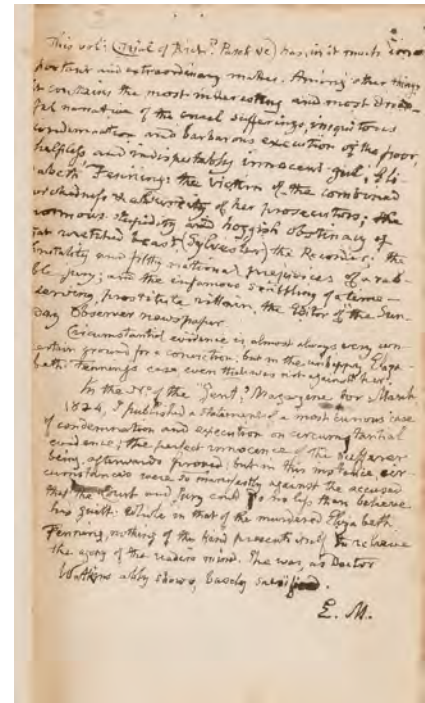 This vol: (Trial of Rich.d Patch &c) has in it much im=
portant and extraordinary matter. Among other things
it contains the most interesting and most dread=
ful narrative of the cruel sufferings, iniquitous
condemnation and barbarous execution of the poor,
helpless and indisputably innocent girl, Eli=
zabeth Fenning: the victim of the combined
wickedness & absurdity of her prosecutors; the
enormous stupidity and hoggish obstinacy of
that wretched beast (Sylvester) the Recorder; the
brutality and filthy national prejudices of a rab=
ble jury; and the infamous scribbling of a time=
serving, prostitute villain, the Editor of the Sun=
day Observer newspaper.
Circumstantial evidence is almost always very un=
certain ground for a conviction; but in the unhappy Eliza=
beth Fennings case, even that was not against her.
In the N.o of the "Gent.s Magazine for March
1824, I published a statement of a most curious case
of condemnation and execution on circumstantial
evidence; the perfect innocence of the sufferer
being afterwards proved; but in this instance, cir=
cumstances were so manifestly against the accused
that the Court and jury could do no less than believe
his guilt: while in that of the murdered Elizabeth
Fenning, nothing of the kind presents itself to relieve
the agony of the readers mind. She was, as Doctor
Watkins ably shows, basely sacrificed.
E. M.